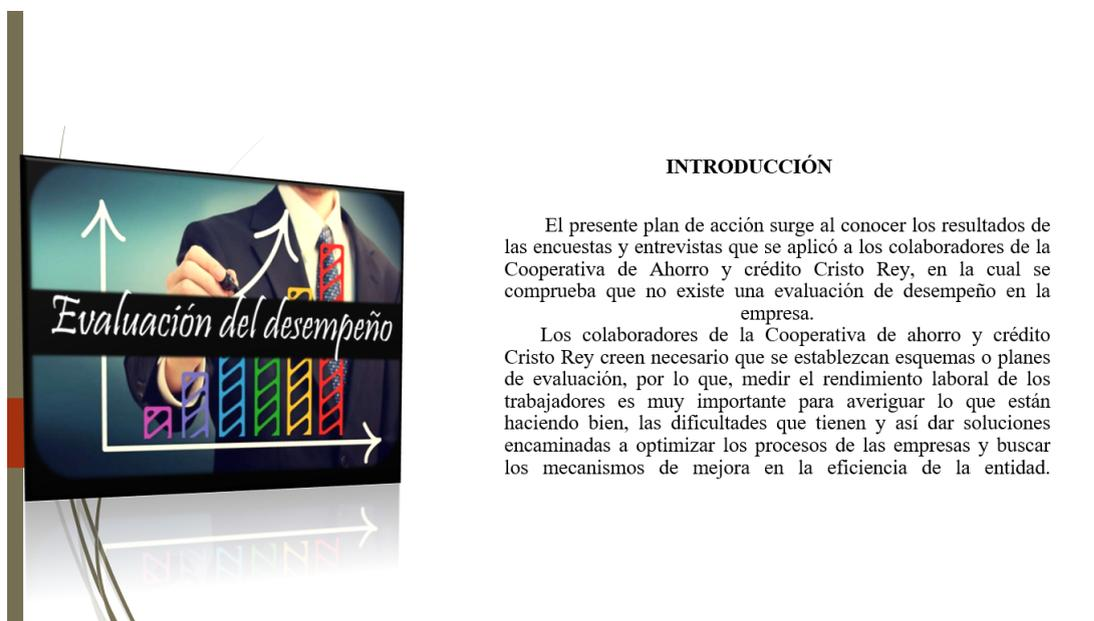 Evaluación del desempeño
INTRODUCCIÓN
El presente plan de acción surge al conocer los resultados de
las encuestas y entrevistas que se aplicó a los colaboradores de la
Cooperativa de Ahorro y crédito Cristo Rey, en la cual se
comprueba que no existe una evaluación de desempeño en la
empresa.
Los colaboradores de la Cooperativa de ahorro y crédito
Cristo Rey creen necesario que se establezcan esquemas o planes
de evaluación, por lo que, medir el rendimiento laboral de los
trabajadores es muy importante para averiguar lo que están
haciendo bien, las dificultades que tienen y así dar soluciones
encaminadas a optimizar los procesos de las empresas y buscar
los mecanismos de mejora en la eficiencia de la entidad.